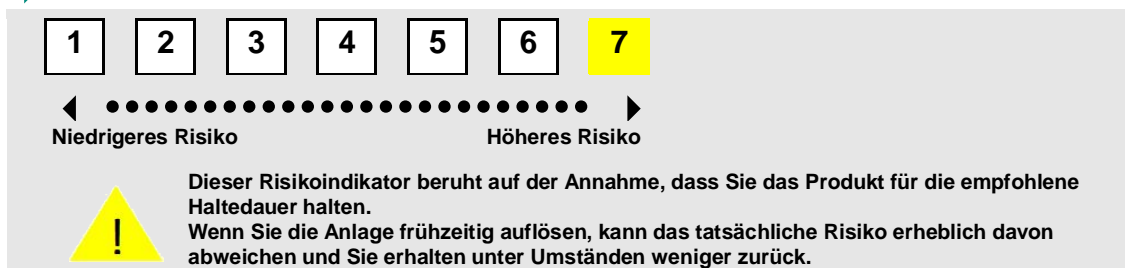 1 2 3 4 5 6 7
Niedrigeres Risiko Höheres Risiko
Dieser Risikoindikator beruht auf der Annahme, dass Sie das Produkt für die empfohlene
Haltedauer halten.
!
Wenn Sie die Anlage frühzeitig auflösen, kann das tatsächliche Risiko erheblich davon
abweichen und Sie erhalten unter Umständen weniger zurück.